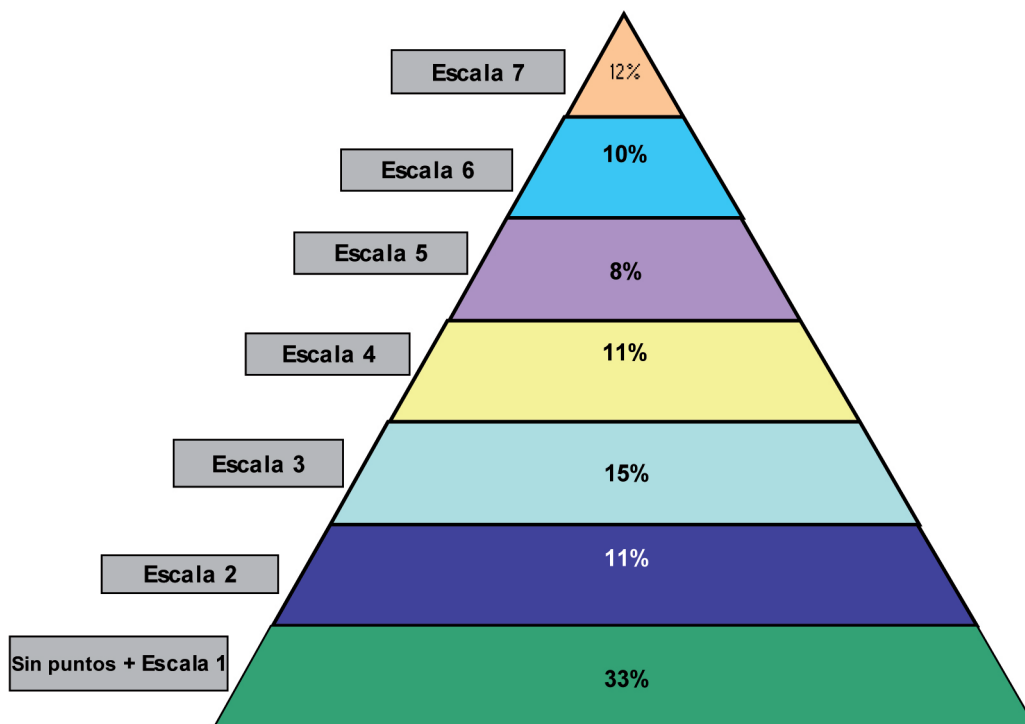 Escala 7
12%
Escala 6
10%
Escala 5
8%
Escala 4
11%
Escala 3
15%
Escala 2
11%
Sin puntos + Escala 1
33%